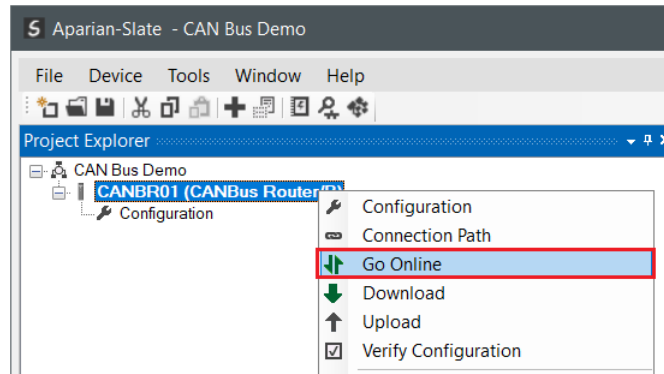 S Aparian-Slate - CAN Bus Demo
File Device Tools Window Help
Project Explorer
CAN Bus Demo
CANBR01 (CANBus Router/B)
Configuration
Configuration
Connection Path
Go Online
Download
Upload
Verify Configuration